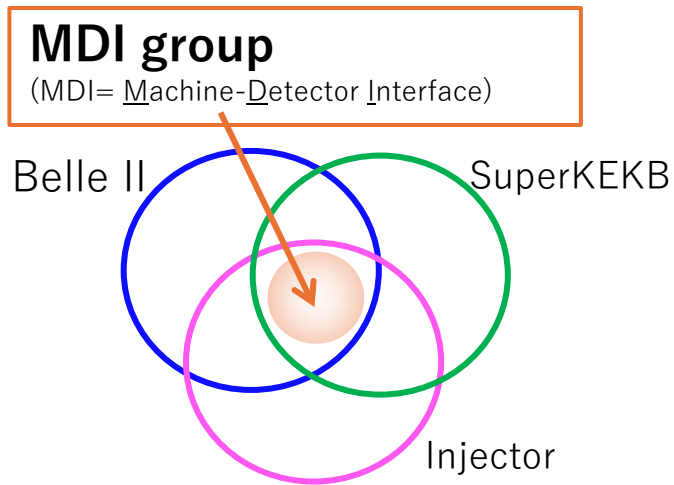 MDI group
(MDI= Machine-Detector Interface)
Belle II
SuperKEKB
Injector